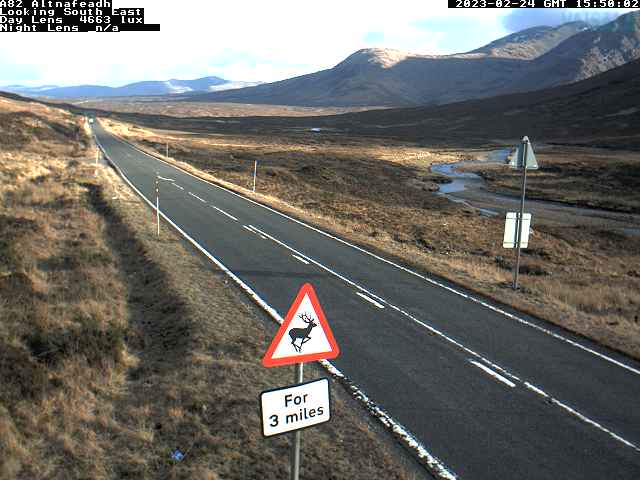 A82 Altnafeadh
Looking South East
Day Lens  4663 lux
Night Lens  n/a
2023-02-24 GMT 15:50:02
VAISALA
For
3 miles